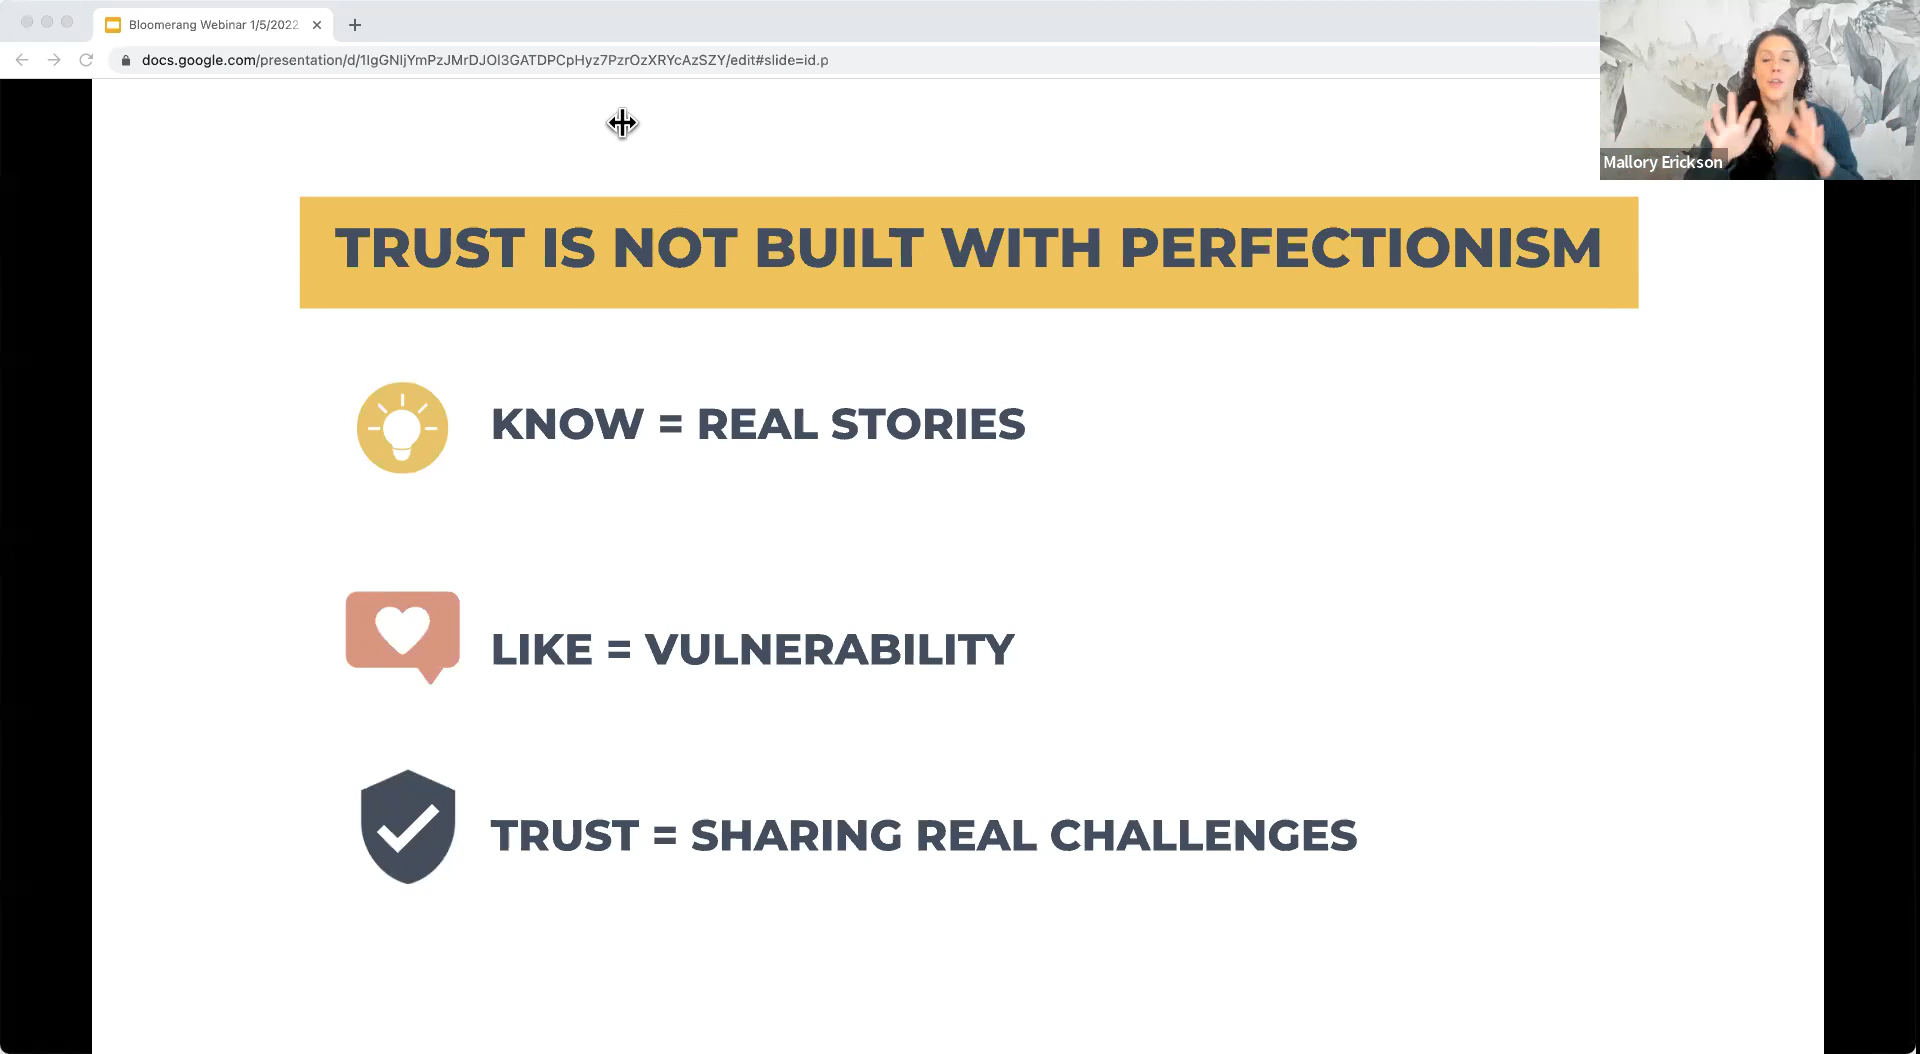 Bloomerang Webinar 1/5/2022
docs.google.com/presentation/d/1IgGNIjYmPzJMrDJOI3GATDPCpHyz7PzrOzXRYcAzSZY/edit#slide=id.p
Mallory Erickson
TRUST IS NOT BUILT WITH PERFECTIONISM
KNOW = REAL STORIES
LIKE = VULNERABILITY
TRUST = SHARING REAL CHALLENGES